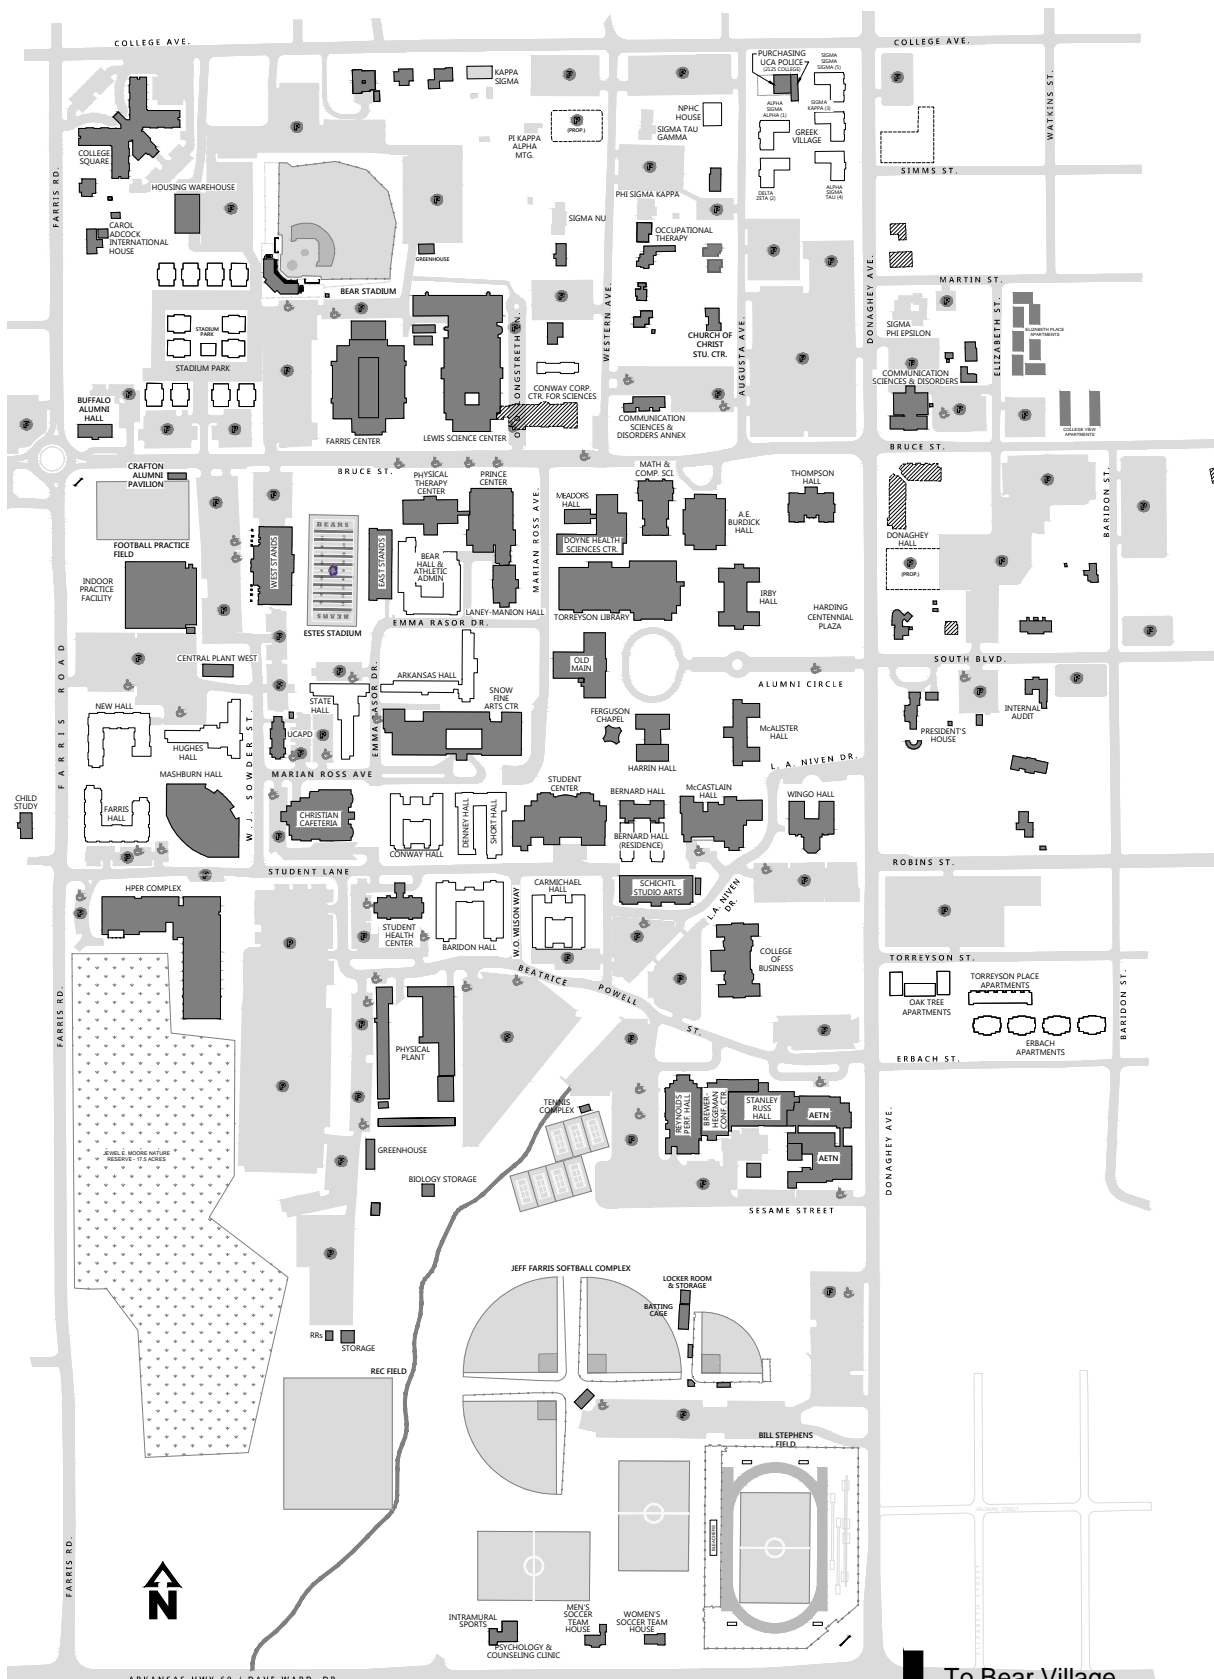 COLLEGE AVE.
COLLEGE AVE.
PURCHASING
UCA POLICE
(2125 COLLEGE)
SIGMA
SIGMA
SIGMA (5)
KAPPA
SIGMA
WATKINS ST.
ALPHA
SIGMA
ALPHA (1)
SIGMA
KAPPA (3)
NPHC
HOUSE
(PROP.)
SIGMA TAU
GAMMA
PI KAPPA
ALPHA
MTG.
GREEK
VILLAGE
COLLEGE
SQUARE
FARRIS RD.
SIMMS ST.
HOUSING WAREHOUSE
PHI SIGMA KAPPA
DELTA
ZETA (2)
ALPHA
SIGMA
TAU (4)
SIGMA NU
CAROL
ADCOCK
INTERNATIONAL
HOUSE
OCCUPATIONAL
THERAPY
GREENHOUSE
DONAGHEY AVE.
MARTIN ST.
BEAR STADIUM
WESTERN AVE.
ELIZABETH ST.
SIGMA
PHI EPSILON
ELIZABETH PLACE
APARTMENTS
STADIUM
PARK
CHURCH OF
CHRIST
STU. CTR.
AUGUSTA AVE.
STADIUM PARK
LONGSTRETH LN.
COMMUNICATION
SCIENCES & DISORDERS
CONWAY CORP.
CTR. FOR SCIENCES
BUFFALO
ALUMNI
HALL
COMMUNICATION
SCIENCES &
DISORDERS ANNEX
COLLEGE VIEW
APARTMENTS
FARRIS CENTER
LEWIS SCIENCE CENTER
BRUCE ST.
BRUCE ST.
CRAFTON
ALUMNI
PAVILION
PHYSICAL
THERAPY
CENTER
PRINCE
CENTER
MATH &
COMP. SCI.
THOMPSON
HALL
MEADORS
HALL
MARIAN ROSS AVE.
BARIDON ST.
A.E.
BURDICK
HALL
BEARS
DOYNE HEALTH
SCIENCES CTR.
DONAGHEY
HALL
FOOTBALL PRACTICE
FIELD
WEST STANDS
EAST STANDS
BEAR
HALL &
ATHLETIC
ADMIN
(PROP.)
INDOOR
PRACTICE
FACILITY
IRBY
HALL
HARDING
CENTENNIAL
PLAZA
LANEY-MANION HALL
TORREYSON LIBRARY
BEARS
EMMA RASOR DR.
ESTES STADIUM
FARRIS ROAD
CENTRAL PLANT WEST
OLD
MAIN
SOUTH BLVD.
ARKANSAS HALL
EMMA RASOR DR.
ALUMNI CIRCLE
NEW HALL
STATE
HALL
SNOW
FINE
ARTS CTR
FERGUSON
CHAPEL
INTERNAL
AUDIT
McALISTER
HALL
PRESIDENT'S
HOUSE
UCAPD
HUGHES
HALL
W.J. SOWDER ST.
HARRIN HALL
L. A. NIVEN DR.
MASHBURN HALL
MARIAN ROSS AVE
STUDENT
CENTER
BERNARD HALL
McCASTLAIN
HALL
WINGO HALL
CHILD
STUDY
FARRIS
HALL
CHRISTIAN
CAFETERIA
DENNEY HALL
SHORT HALL
BERNARD HALL
(RESIDENCE)
CONWAY HALL
STUDENT LANE
ROBINS ST.
HPER COMPLEX
CARMICHAEL
HALL
SCHICHTL
STUDIO ARTS
L.A. NIVEN
DR.
W.O. WILSON WAY
STUDENT
HEALTH
CENTER
BARIDON HALL
COLLEGE
OF
BUSINESS
TORREYSON ST.
BEATRICE POWELL ST.
TORREYSON PLACE
APARTMENTS
OAK TREE
APARTMENTS
BARIDON ST.
FARRIS RD.
PHYSICAL
PLANT
ERBACH
APARTMENTS
ERBACH ST.
TENNIS
COMPLEX
REYNOLDS
PERF. HALL
BREWER-
HEGEMAN
CONF. CTR.
STANLEY
RUSS
HALL
AETN
JEWEL E. MOORE NATURE
RESERVE - 17.5 ACRES
GREENHOUSE
AETN
DONAGHEY AVE.
BIOLOGY STORAGE
SESAME STREET
JEFF FARRIS SOFTBALL COMPLEX
LOCKER ROOM
& STORAGE
BATTING
CAGE
RRs
STORAGE
REC FIELD
BILL STEPHENS
FIELD
BLEACHERS
FARRIS RD.
N
INTRAMURAL
SPORTS
MEN'S
SOCCER
TEAM
HOUSE
WOMEN'S
SOCCER TEAM
HOUSE
PSYCHOLOGY &
COUNSELING CLINIC
ARKANSAS HWY 60 / DAVE WARD DR.
To Bear Village